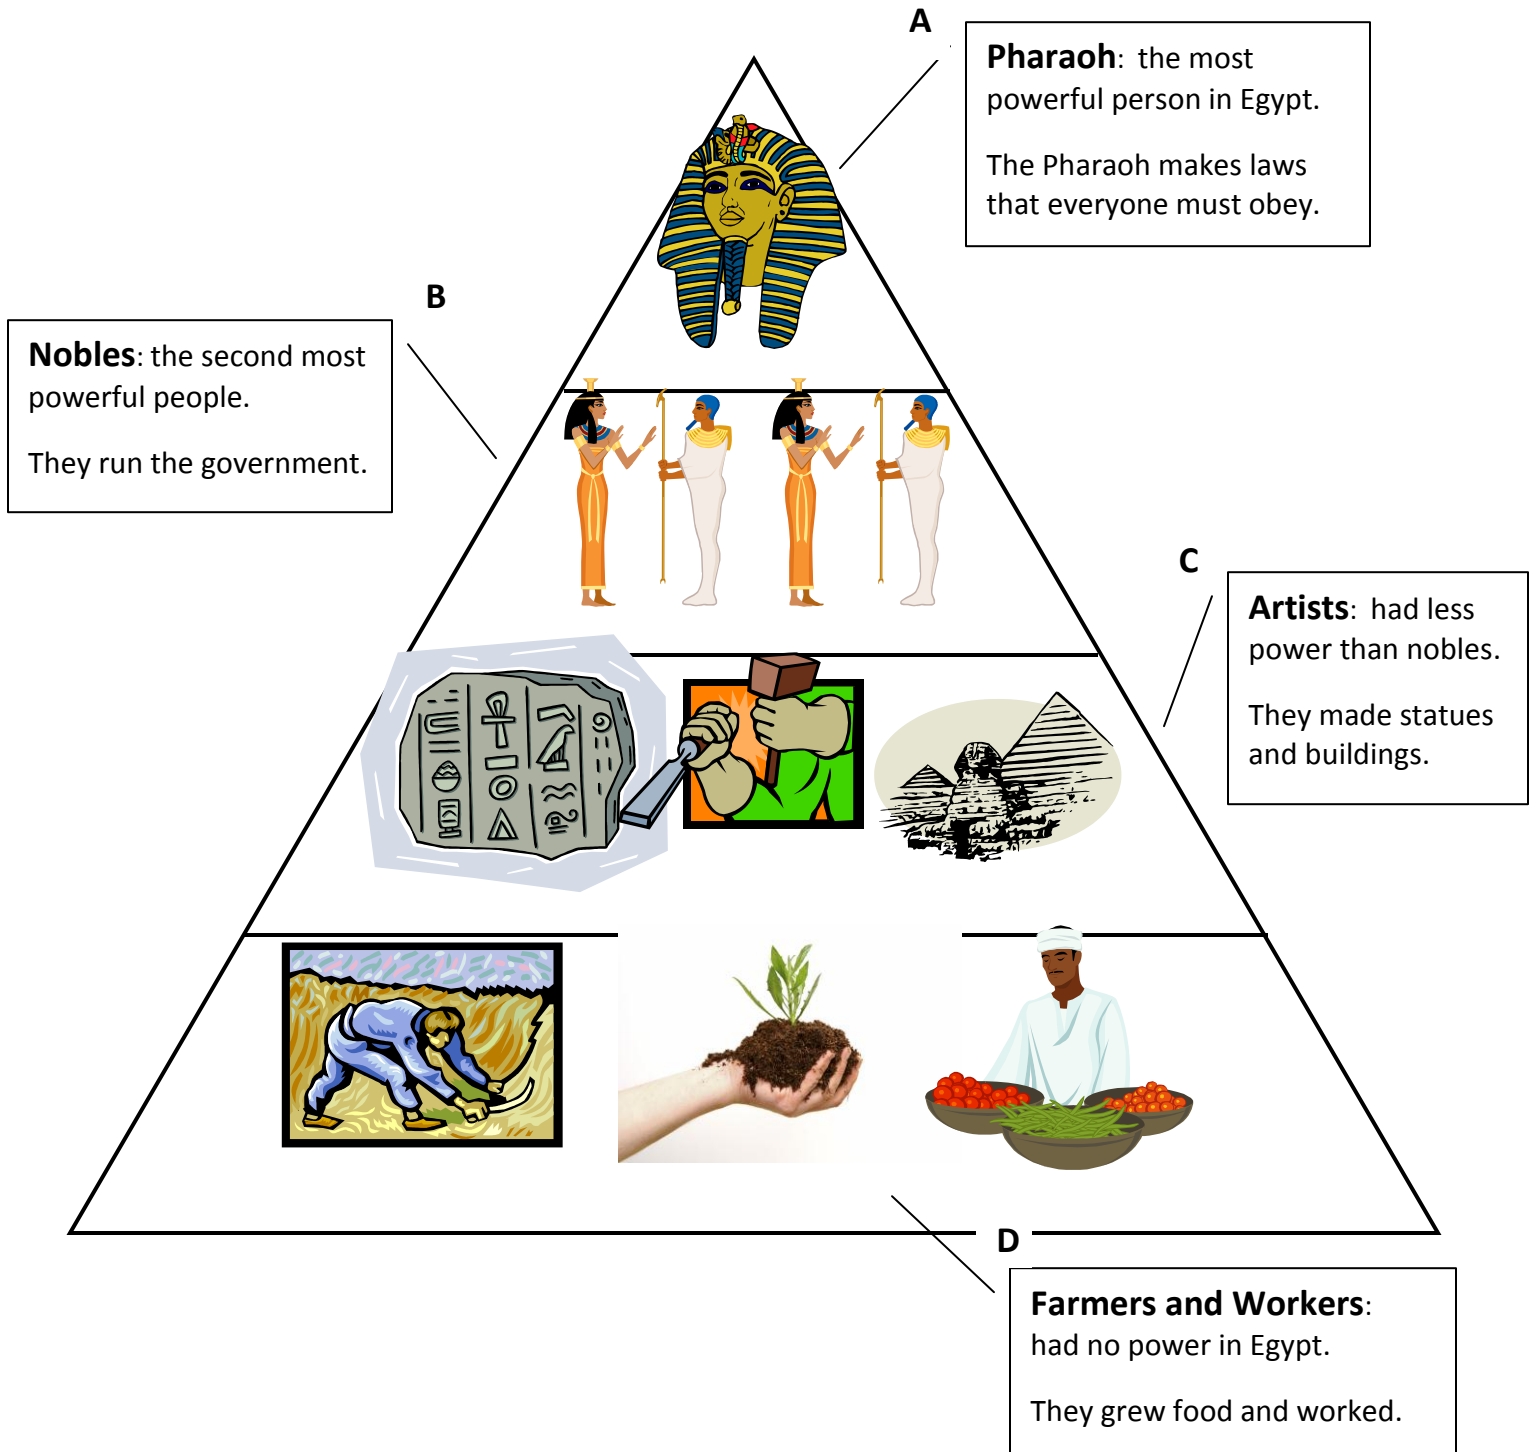 A
Pharaoh: the most
powerful person in Egypt.
The Pharaoh makes laws
that everyone must obey.
B
Nobles: the second most
powerful people.
They run the government.
C
Artists: had less
power than nobles.
They made statues
and buildings.
D
Farmers and Workers:
had no power in Egypt.
They grew food and worked.